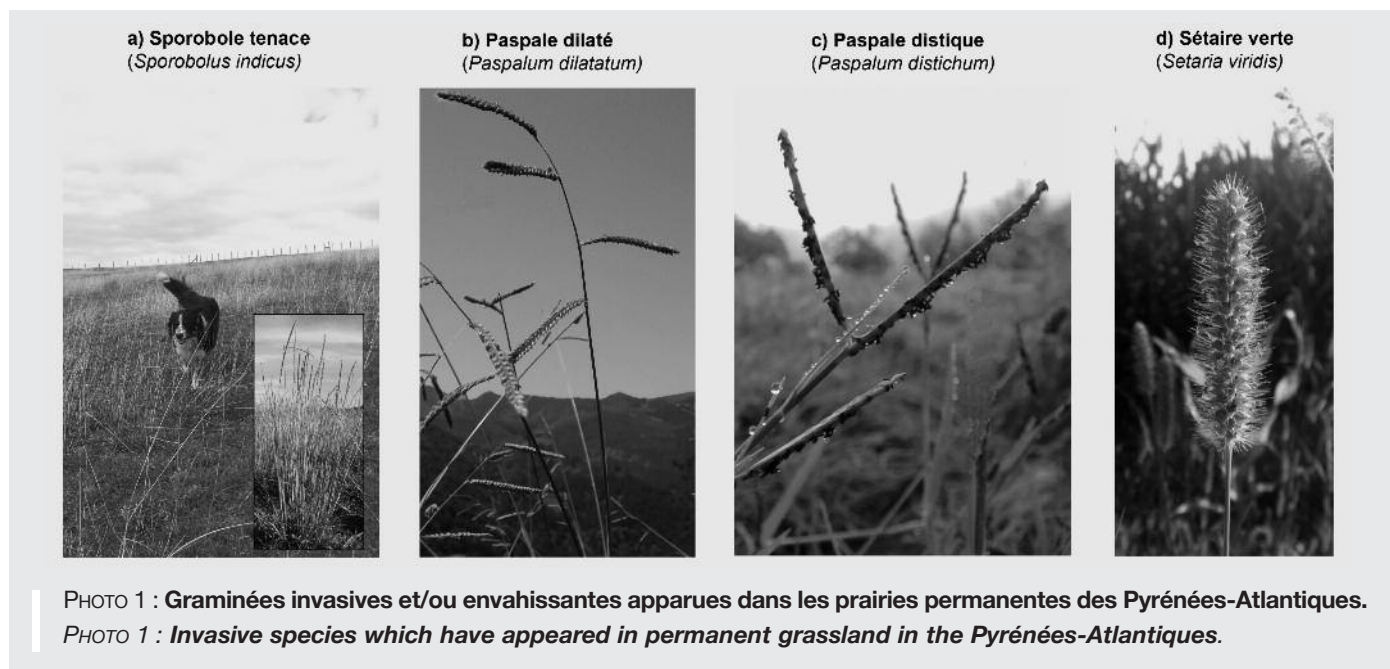 a) Sporobole tenace
(Sporobolus indicus)
b) Paspale dilaté
(Paspalum dilatatum)
c) Paspale distique
(Paspalum distichum)
d) Sétaire verte
(Setaria viridis)
PHOTO 1 : Graminées invasives et/ou envahissantes apparues dans les prairies permanentes des Pyrénées-Atlantiques.
PHOTO 1 : Invasive species which have appeared in permanent grassland in the Pyrénées-Atlantiques.